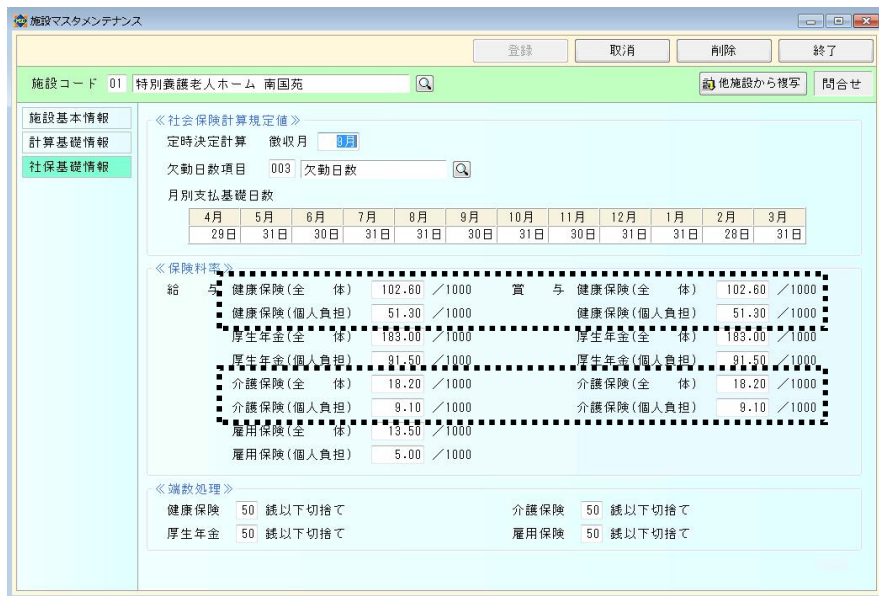 施設マスタメンテナンス
登録 取消 削除 終了
施設コード 01 特別養護老人ホーム 南国苑 他施設から複写 問合せ
施設基本情報
計算基礎情報
社保基礎情報
≪社会保険計算規定値≫
定時決定計算 徴収月 9月
欠勤日数項目 003 欠勤日数
月別支払基礎日数
4月 5月 6月 7月 8月 9月 10月 11月 12月 1月 2月 3月
29日 31日 30日 31日 31日 30日 31日 30日 31日 31日 28日 31日
≪保険料率≫
給 与 健康保険(全 体) 102.60 ／1000 賞 与 健康保険(全 体) 102.60 ／1000
健康保険(個人負担) 51.30 ／1000 健康保険(個人負担) 51.30 ／1000
厚生年金(全 体) 183.00 ／1000 厚生年金(全 体) 183.00 ／1000
厚生年金(個人負担) 91.50 ／1000 厚生年金(個人負担) 91.50 ／1000
介護保険(全 体) 18.20 ／1000 介護保険(全 体) 18.20 ／1000
介護保険(個人負担) 9.10 ／1000 介護保険(個人負担) 9.10 ／1000
雇用保険(全 体) 13.50 ／1000
雇用保険(個人負担) 5.00 ／1000
≪端数処理≫
健康保険 50 銭以下切捨て 介護保険 50 銭以下切捨て
厚生年金 50 銭以下切捨て 雇用保険 50 銭以下切捨て